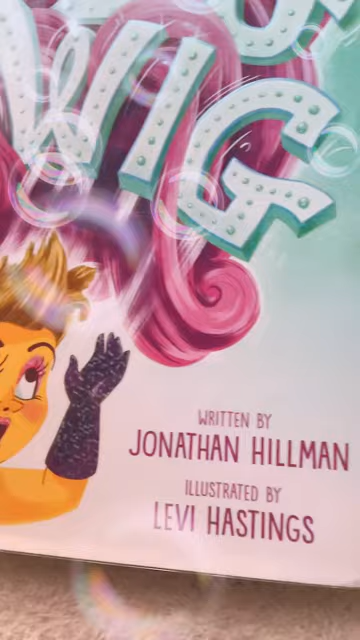 WIG
WRITTEN BY
JONATHAN HILLMAN
ILLUSTRATED BY
LEVI HASTINGS